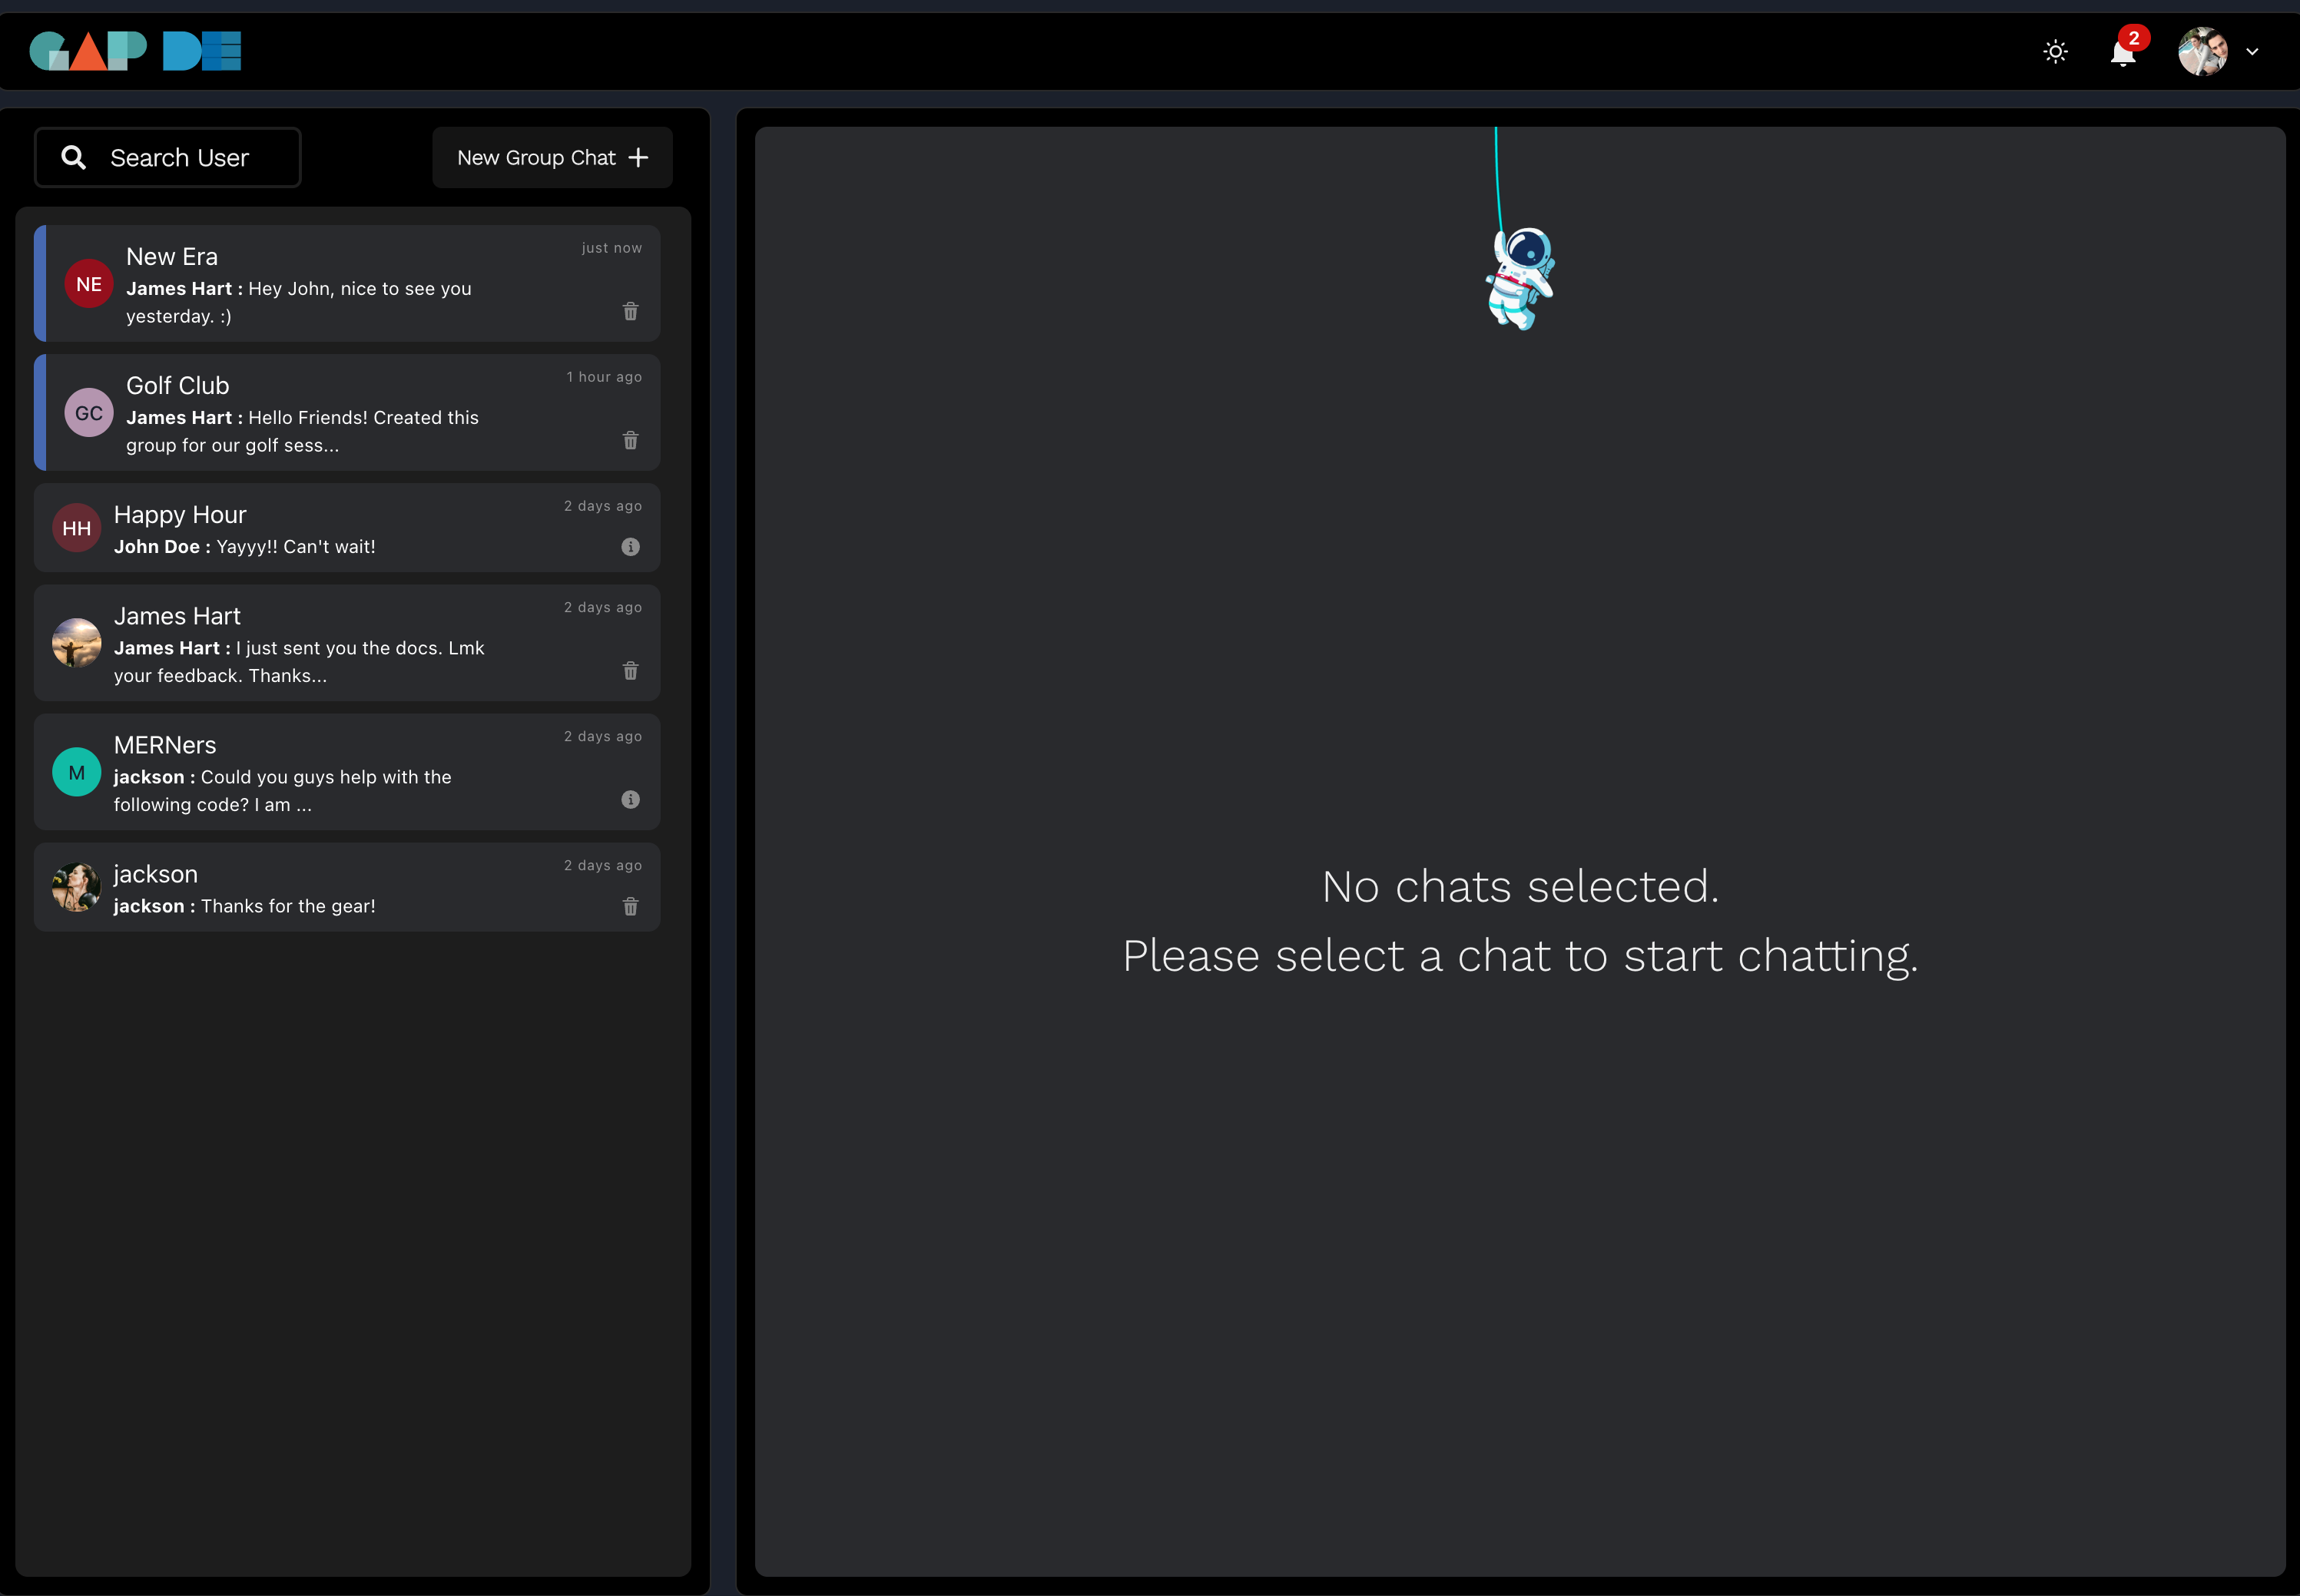 GAP DE
2
Search User
New Group Chat
NE
New Era
just now
James Hart : Hey John, nice to see you
yesterday. :)
GC
Golf Club
1 hour ago
James Hart : Hello Friends! Created this
group for our golf sess...
HH
Happy Hour
2 days ago
John Doe : Yayyy!! Can't wait!
James Hart
2 days ago
James Hart : I just sent you the docs. Lmk
your feedback. Thanks...
M
MERNers
2 days ago
jackson : Could you guys help with the
following code? I am ...
jackson
2 days ago
jackson : Thanks for the gear!
No chats selected.
Please select a chat to start chatting.